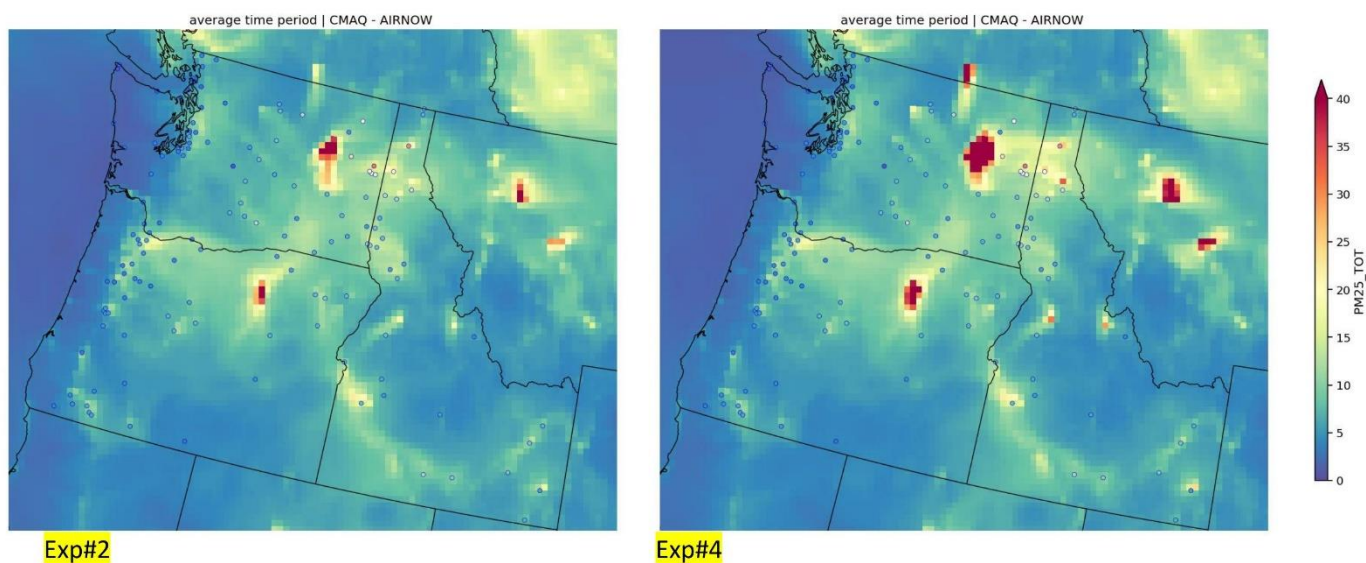 average time period | CMAQ - AIRNOW
average time period | CMAQ - AIRNOW
40
35
30
25
20
15
10
5
0
PM25_TOT
Exp#2
Exp#4